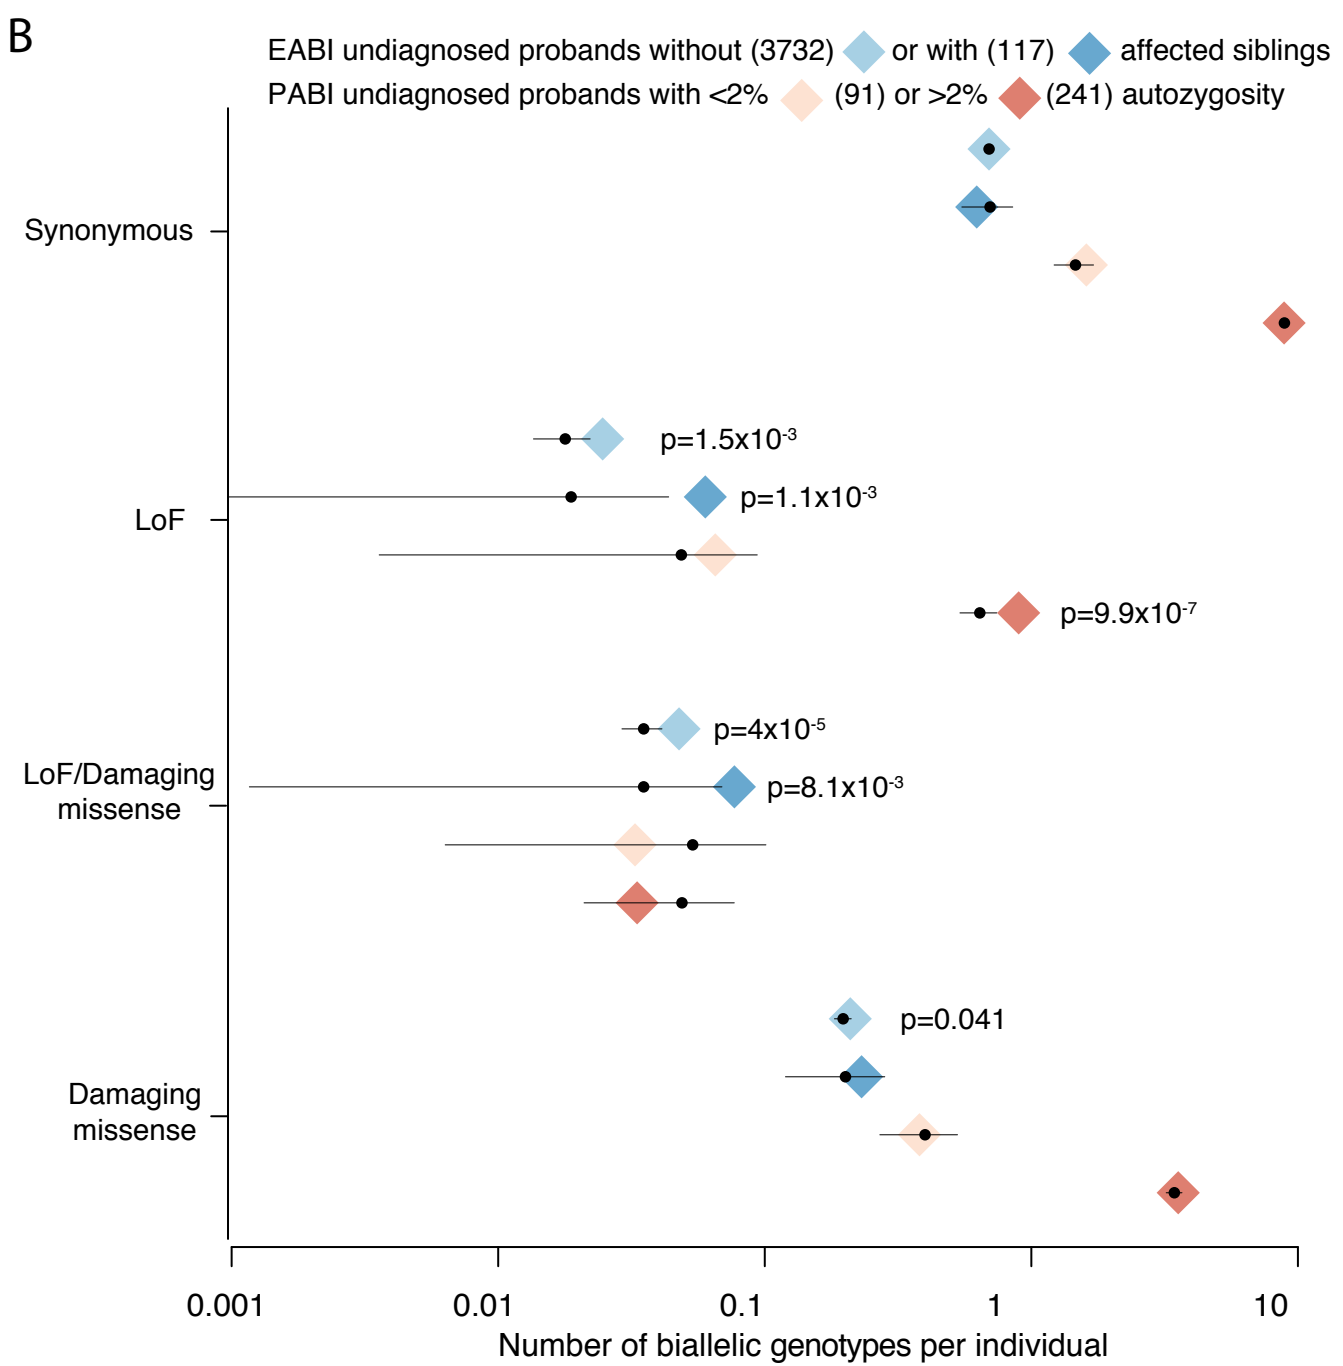 B
EABI undiagnosed probands without (3732) or with (117) affected siblings
PABI undiagnosed probands with <2% (91) or >2% (241) autozygosity
Synonymous
p=1.5x10-3
p=1.1x10-3
LoF
p=9.9x10-7
p=4x10-5
LoF/Damaging
missense
p=8.1x10-3
p=0.041
Damaging
missense
0.001 0.01 0.1 1 10
Number of biallelic genotypes per individual